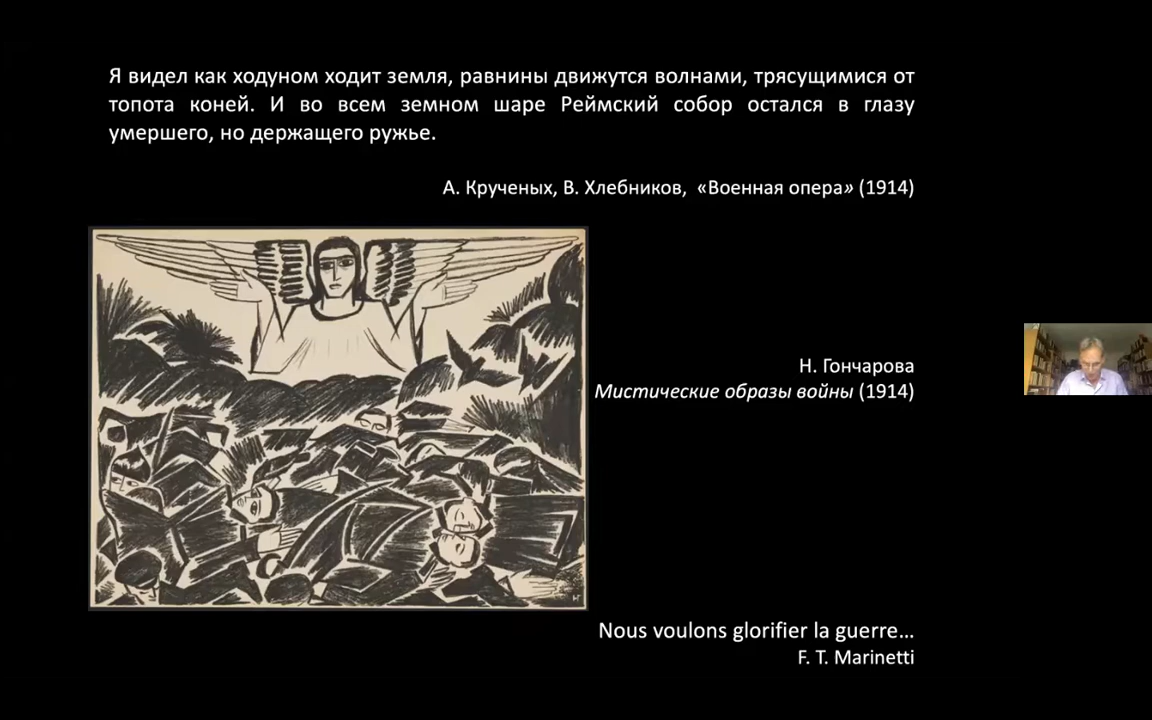 Я видел как ходуном ходит земля, равнины движутся волнами, трясущимися от
топота коней. И во всем земном шаре Реймский собор остался в глазу
умершего, но держащего ружье.
А. Крученых, В. Хлебников, «Военная опера» (1914)
Н. Гончарова
Мистические образы войны (1914)
Nous voulons glorifier la guerre…
F. T. Marinetti